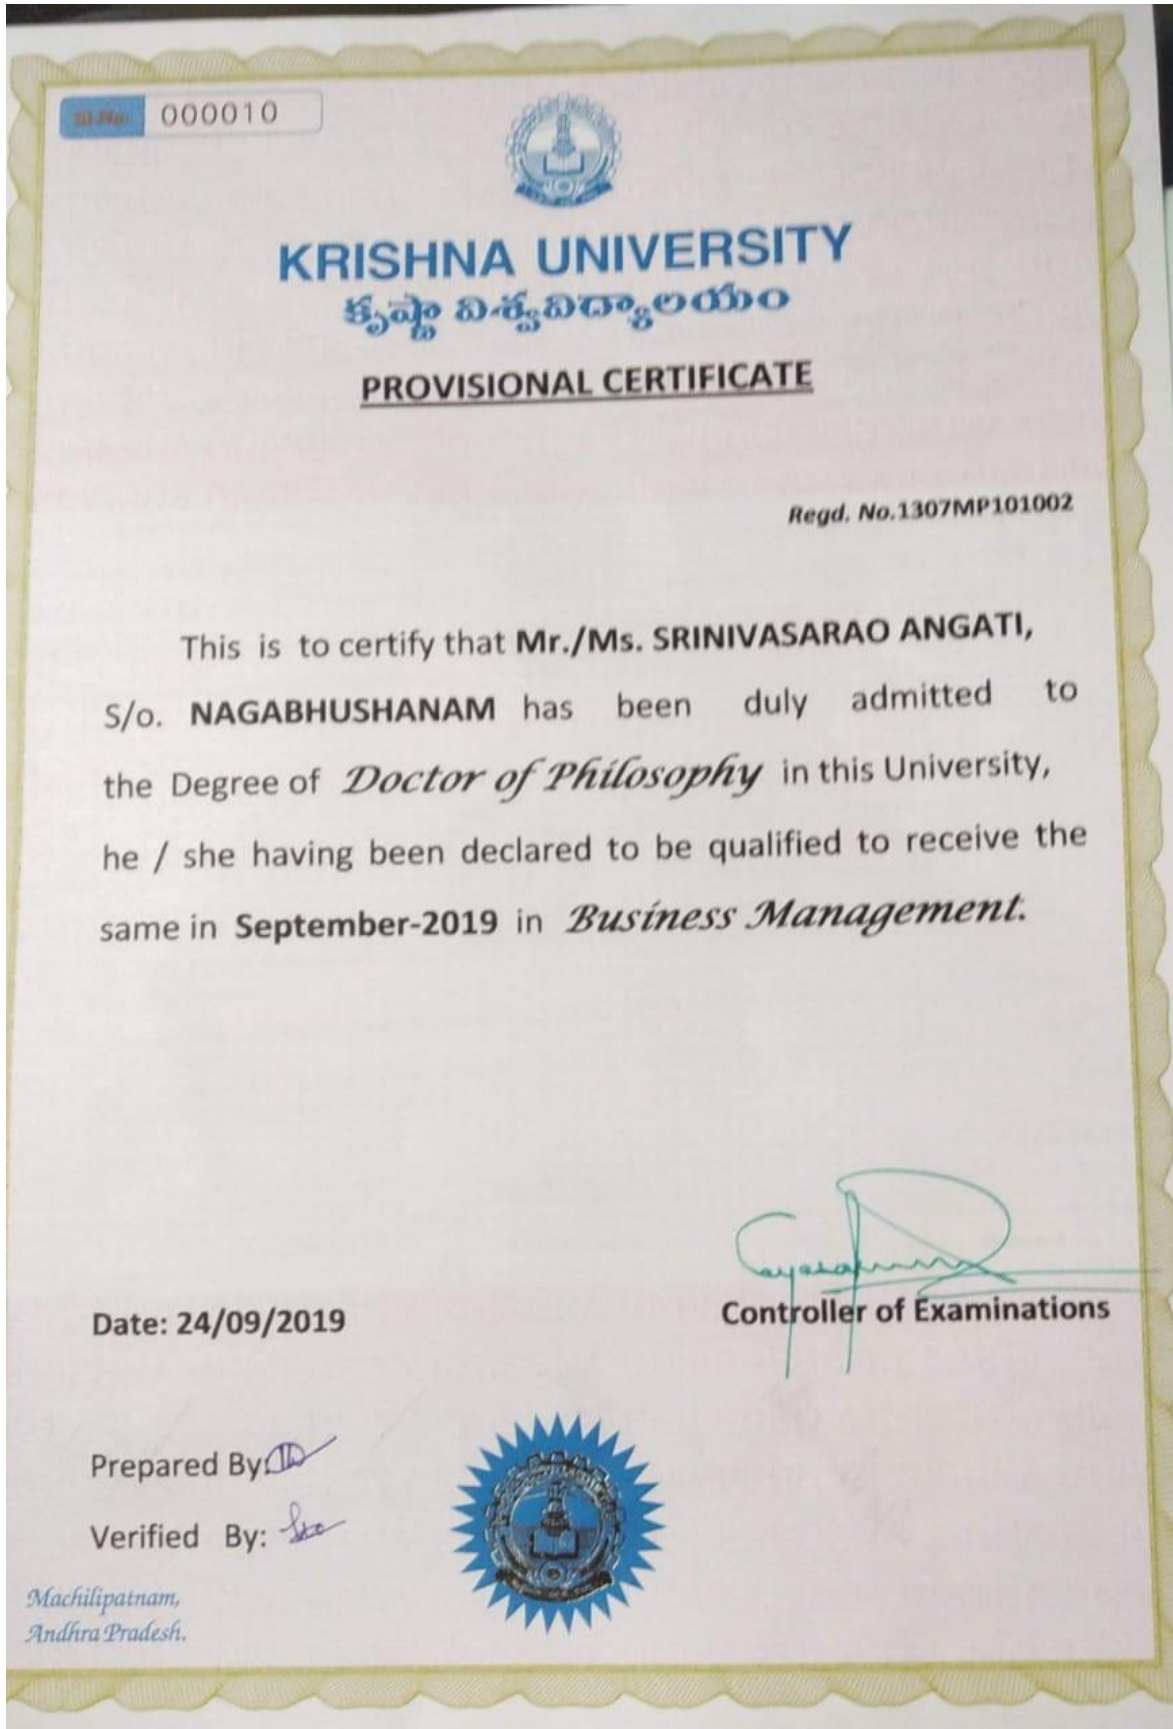 Sl.No: 000010
KRISHNA UNIVERSITY
కృష్ణా విశ్వవిద్యాలయం
PROVISIONAL CERTIFICATE
Regd. No.1307MP101002
This is to certify that Mr./Ms. SRINIVASARAO ANGATI,
S/o. NAGABHUSHANAM has been duly admitted to
the Degree of Doctor of Philosophy in this University,
he / she having been declared to be qualified to receive the
same in September-2019 in Business Management.
Date: 24/09/2019
Controller of Examinations
Prepared By:
Verified By:
Machilipatnam,
Andhra Pradesh.